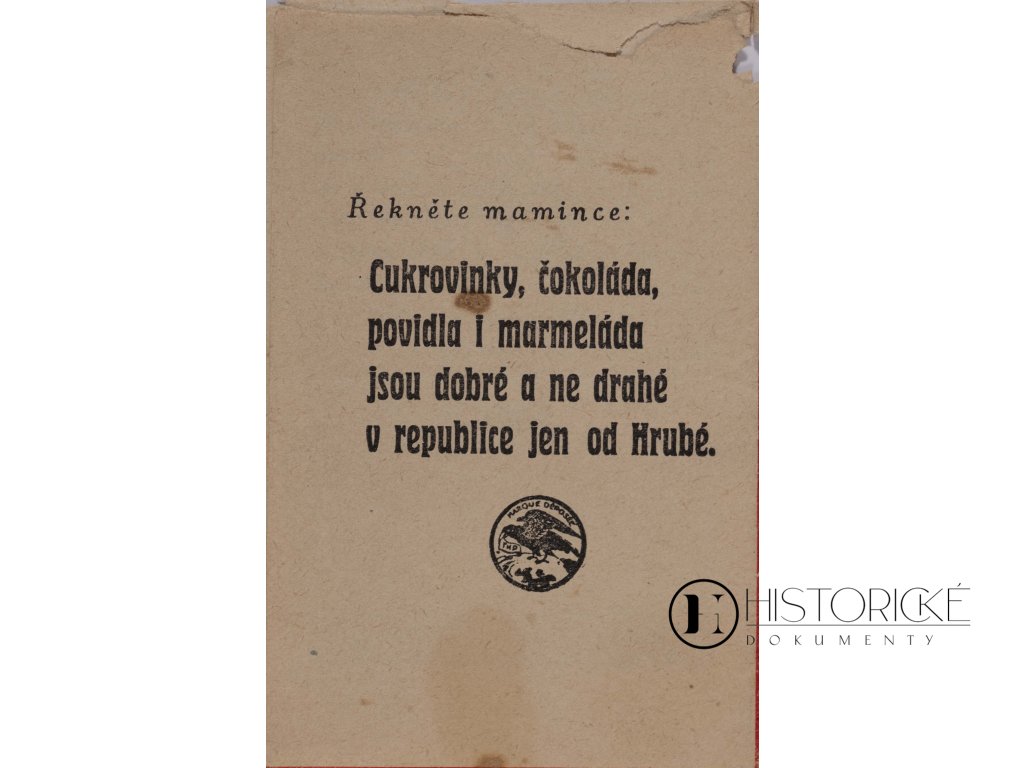 Řekněte mamince:
Cukrovinky, čokoláda,
povidla i marmeláda
jsou dobré a ne drahé
v republice jen od Hrubé.
MARQUE DÉPOSÉE
HISTORICKÉ
DOKUMENTY